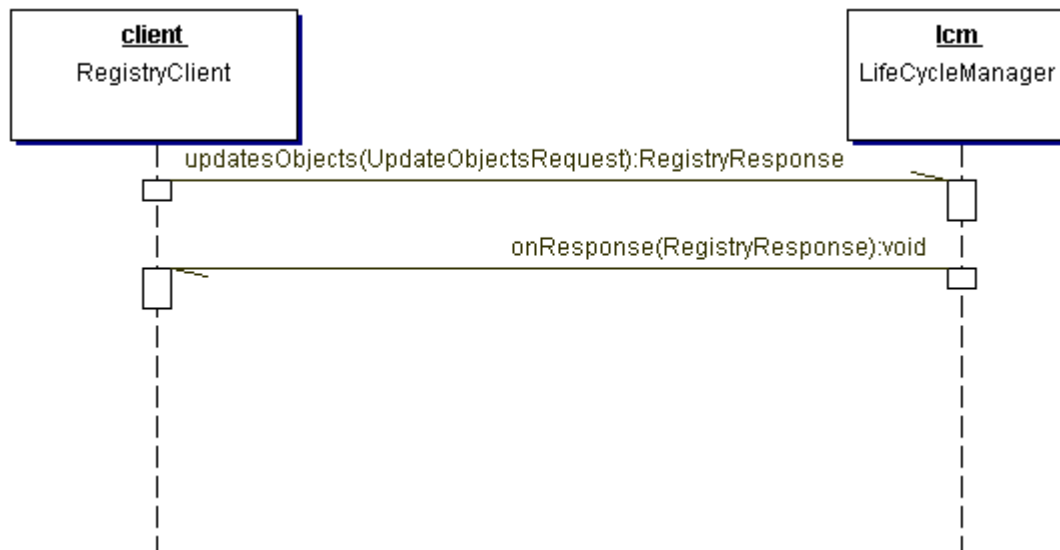 client
RegistryClient
lcm
LifeCycleManager
updatesObjects(UpdateObjectsRequest):RegistryResponse
onResponse(RegistryResponse):void